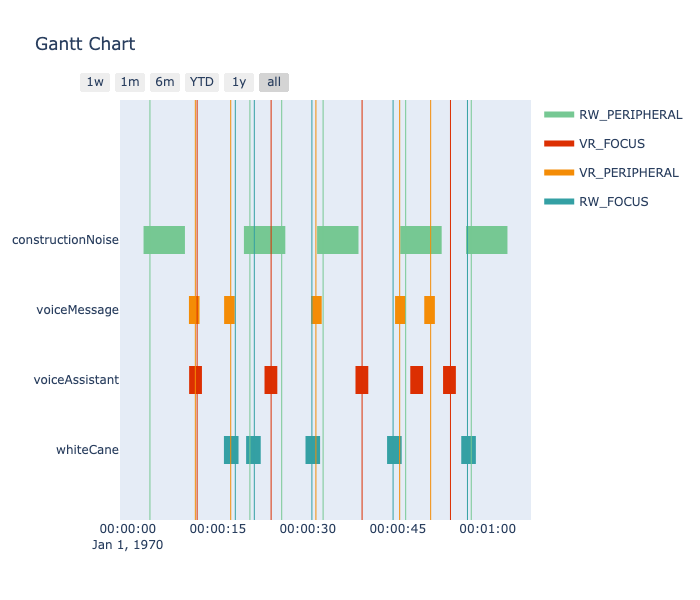 Gantt Chart
1w 1m 6m YTD 1y all
RW_PERIPHERAL
VR_FOCUS
VR_PERIPHERAL
RW_FOCUS
constructionNoise
voiceMessage
voiceAssistant
whiteCane
00:00:00 00:00:15 00:00:30 00:00:45 00:01:00
Jan 1, 1970